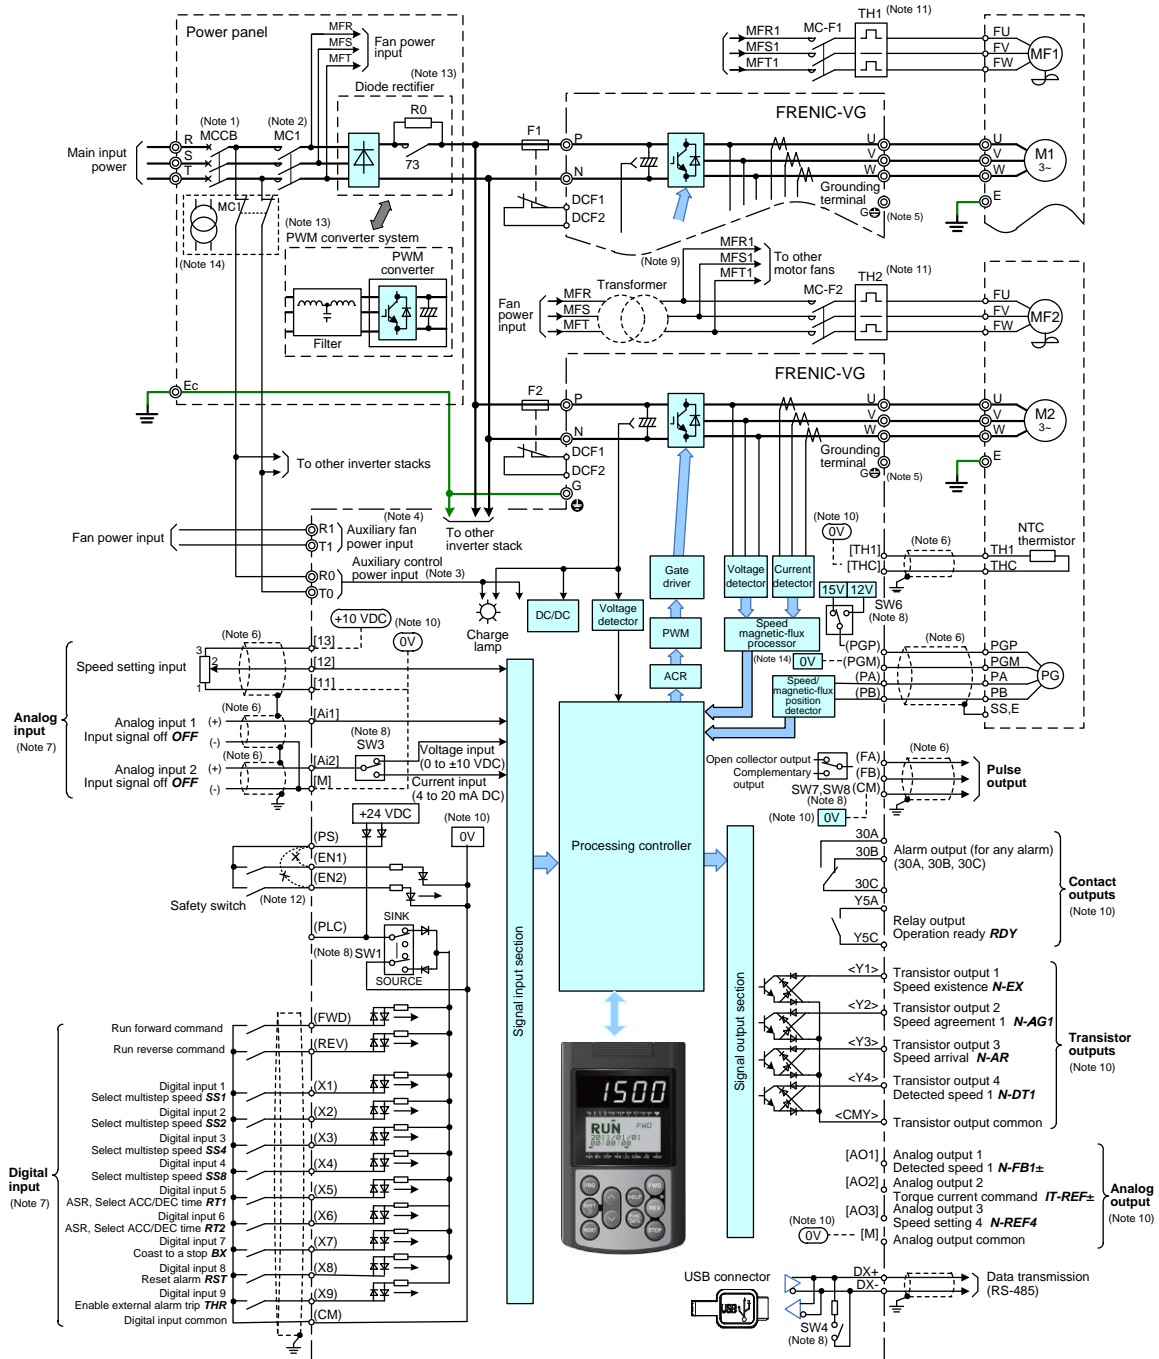 Power panel
MFR
MFS
MFT
Fan power
input
(Note 13)
Diode rectifier
R0
73
(Note 1)
MCCB
(Note 2)
MC1
Main input
power
R
S
T
MC1
(Note 13)
PWM converter system
(Note 14)
PWM
converter
Filter
Ec
To other inverter stacks
F1
P
N
DCF1
DCF2
FRENIC-VG
U
V
W
Grounding
terminal
G
(Note 5)
MFR1
MFS1
MFT1
MC-F1
TH1
(Note 11)
FU
FV
FW
MF1
U
V
W
M1
3~
E
(Note 9)
MFR1
MFS1
MFT1
To other
motor fans
Transformer
Fan
power
input
MFR
MFS
MFT
MC-F2
TH2
(Note 11)
FU
FV
FW
MF2
FRENIC-VG
F2
P
N
DCF1
DCF2
G
U
V
W
Grounding
terminal
G
(Note 5)
U
V
W
M2
3~
E
To other
inverter stack
Fan power input
R1
T1
(Note 4)
Auxiliary fan
power input
R0
T0
Auxiliary control
power input
(Note 3)
Charge
lamp
DC/DC
Voltage
detector
Gate
driver
PWM
ACR
Voltage
detector
Current
detector
Speed
magnetic-flux
processor
Speed/
magnetic-flux
position
detector
(Note 10)
0V
[TH1]
[THC]
(Note 6)
TH1
THC
NTC
thermistor
15V
12V
SW6
(Note 8)
(PGP)
(Note 14)
0V
(PGM)
(PA)
(PB)
(Note 6)
PGP
PGM
PA
PB
SS,E
PG
+10 VDC
(Note 10)
0V
(Note 6)
3
2
1
Speed setting input
[13]
[12]
[11]
Analog
input
(Note 7)
Analog input 1
Input signal off OFF
(+)
(-)
(Note 6)
[Ai1]
Analog input 2
Input signal off OFF
(+)
(-)
(Note 6)
[Ai2]
[M]
(Note 8)
SW3
Voltage input
(0 to ±10 VDC)
Current input
(4 to 20 mA DC)
+24 VDC
(Note 10)
0V
(PS)
(EN1)
(EN2)
Safety switch
(Note 12)
(PLC)
(Note 8)
SW1
SINK
SOURCE
Signal input section
Processing controller
Signal output section
Open collector output
Complementary
output
SW7,SW8
(Note 8)
(Note 10)
0V
(FA)
(FB)
(CM)
(Note 6)
Pulse
output
30A
30B
30C
Alarm output (for any alarm)
(30A, 30B, 30C)
Y5A
Y5C
Relay output
Operation ready RDY
Contact
outputs
(Note 10)
<Y1>
Transistor output 1
Speed existence N-EX
<Y2>
Transistor output 2
Speed agreement 1 N-AG1
<Y3>
Transistor output 3
Speed arrival N-AR
<Y4>
Transistor output 4
Detected speed 1 N-DT1
<CMY>
Transistor output common
Transistor
outputs
(Note 10)
[AO1]
Analog output 1
Detected speed 1 N-FB1±
[AO2]
Analog output 2
Torque current command IT-REF±
[AO3]
Analog output 3
Speed setting 4 N-REF4
(Note 10)
0V
[M]
Analog output common
Analog
output
(Note 10)
Digital
input
(Note 7)
Run forward command
(FWD)
Run reverse command
(REV)
Digital input 1
Select multistep speed SS1
(X1)
Digital input 2
Select multistep speed SS2
(X2)
Digital input 3
Select multistep speed SS4
(X3)
Digital input 4
Select multistep speed SS8
(X4)
Digital input 5
ASR, Select ACC/DEC time RT1
(X5)
Digital input 6
ASR, Select ACC/DEC time RT2
(X6)
Digital input 7
Coast to a stop BX
(X7)
Digital input 8
Reset alarm RST
(X8)
Digital input 9
Enable external alarm trip THR
(X9)
Digital input common
(CM)
1500
RUN
FWD
2011/01/01
00:00:00
PRG
FWD
SHIFT
HELP
REV
RESET
STOP
USB connector
USB
DX+
DX-
SW4
(Note 8)
Data transmission
(RS-485)